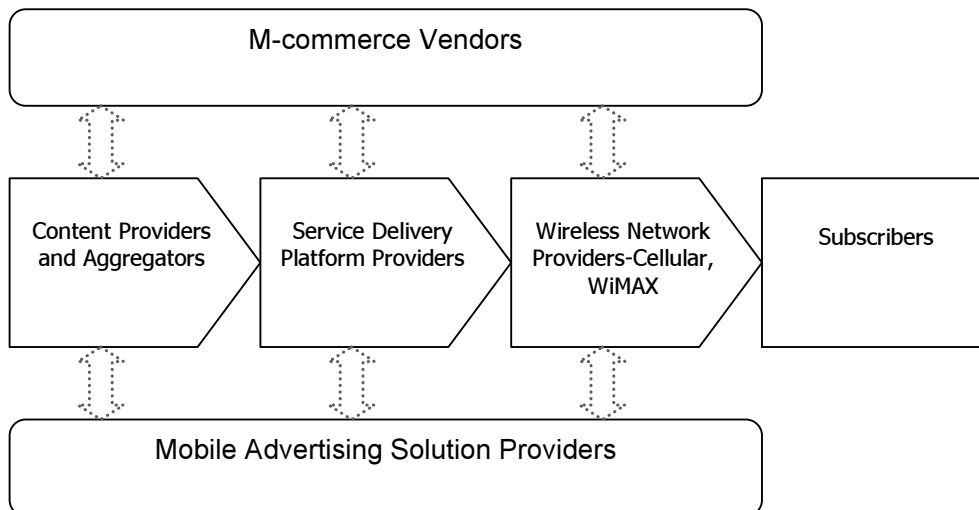 M-commerce Vendors
Content Providers
and Aggregators
Service Delivery
Platform Providers
Wireless Network
Providers-Cellular,
WiMAX
Subscribers
Mobile Advertising Solution Providers